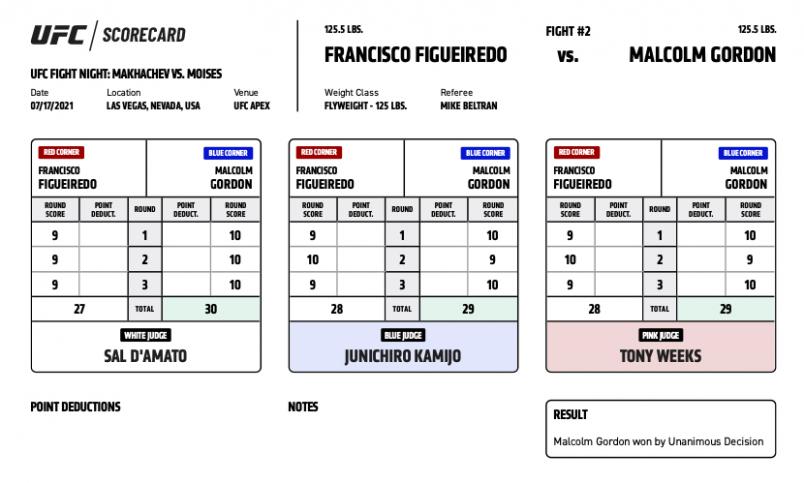 UFC SCORECARD
UFC FIGHT NIGHT: MAKHACHEV VS. MOISES
Date Location Venue
07/17/2021 LAS VEGAS, NEVADA, USA UFC APEX
125.5 LBS. FIGHT #2 125.5 LBS.
FRANCISCO FIGUEIREDO vs. MALCOLM GORDON
Weight Class Referee
FLYWEIGHT - 125 LBS. MIKE BELTRAN
RED CORNER BLUE CORNER
FRANCISCO MALCOLM
FIGUEIREDO GORDON
ROUND POINT ROUND POINT ROUND
SCORE DEDUCT. DEDUCT. SCORE
9 1 10
9 2 10
9 3 10
27 TOTAL 30
WHITE JUDGE
SAL D'AMATO
RED CORNER BLUE CORNER
FRANCISCO MALCOLM
FIGUEIREDO GORDON
ROUND POINT ROUND POINT ROUND
SCORE DEDUCT. DEDUCT. SCORE
9 1 10
10 2 9
9 3 10
28 TOTAL 29
BLUE JUDGE
JUNICHIRO KAMIJO
RED CORNER BLUE CORNER
FRANCISCO MALCOLM
FIGUEIREDO GORDON
ROUND POINT ROUND POINT ROUND
SCORE DEDUCT. DEDUCT. SCORE
9 1 10
10 2 9
9 3 10
28 TOTAL 29
PINK JUDGE
TONY WEEKS
POINT DEDUCTIONS
NOTES
RESULT
Malcolm Gordon won by Unanimous Decision